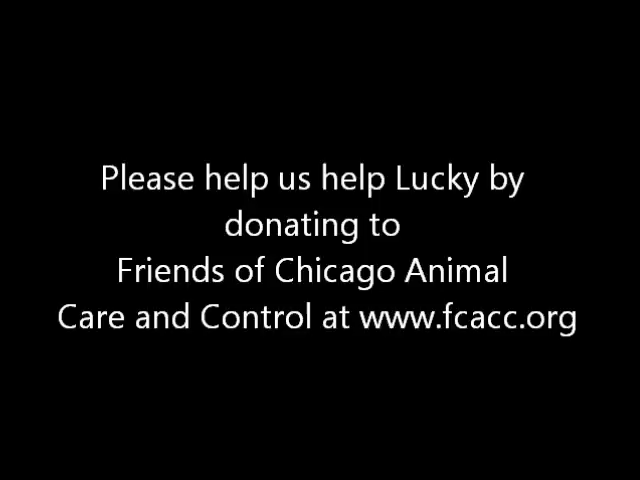 Please help us help Lucky by
donating to
Friends of Chicago Animal
Care and Control at www.fcacc.org